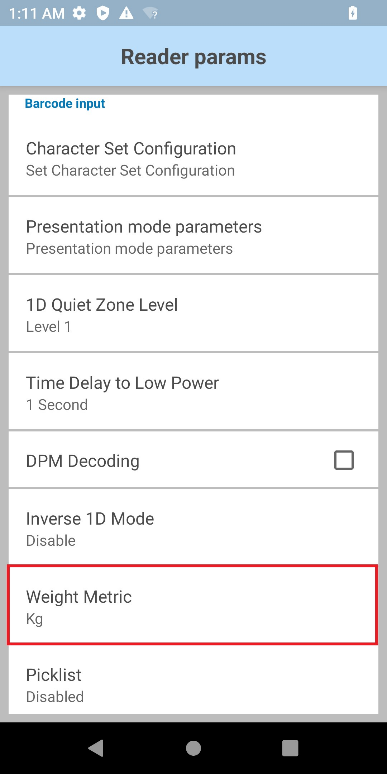 1:11 AM
Reader params
Barcode input
Character Set Configuration
Set Character Set Configuration
Presentation mode parameters
Presentation mode parameters
1D Quiet Zone Level
Level 1
Time Delay to Low Power
1 Second
DPM Decoding
Inverse 1D Mode
Disable
Weight Metric
Kg
Picklist
Disabled